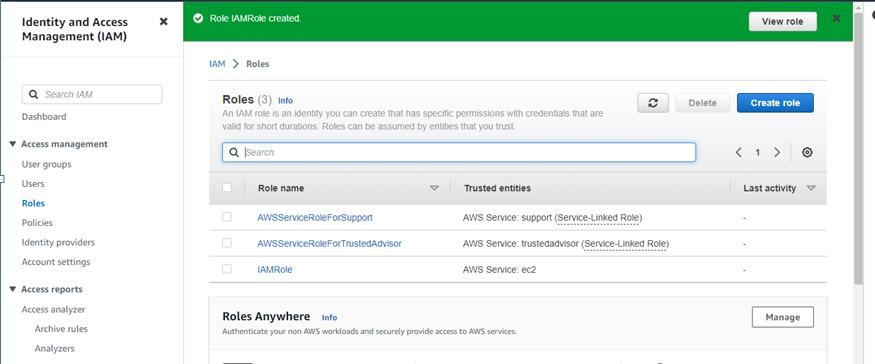 Identity and Access
Management (IAM)
Search IAM
Dashboard
Access management
User groups
Users
Roles
Policies
Identity providers
Account settings
Access reports
Access analyzer
Archive rules
Analyzers
Role IAMRole created.
View role
IAM > Roles
Roles (3) Info
An IAM role is an identity you can create that has specific permissions with credentials that are
valid for short durations. Roles can be assumed by entities that you trust.
Delete
Create role
Search
1
Role name Trusted entities Last activity
AWSServiceRoleForSupport AWS Service: support (Service-Linked Role) -
AWSServiceRoleForTrustedAdvisor AWS Service: trustedadvisor (Service-Linked Role) -
IAMRole AWS Service: ec2 -
Roles Anywhere Info
Authenticate your non AWS workloads and securely provide access to AWS services.
Manage